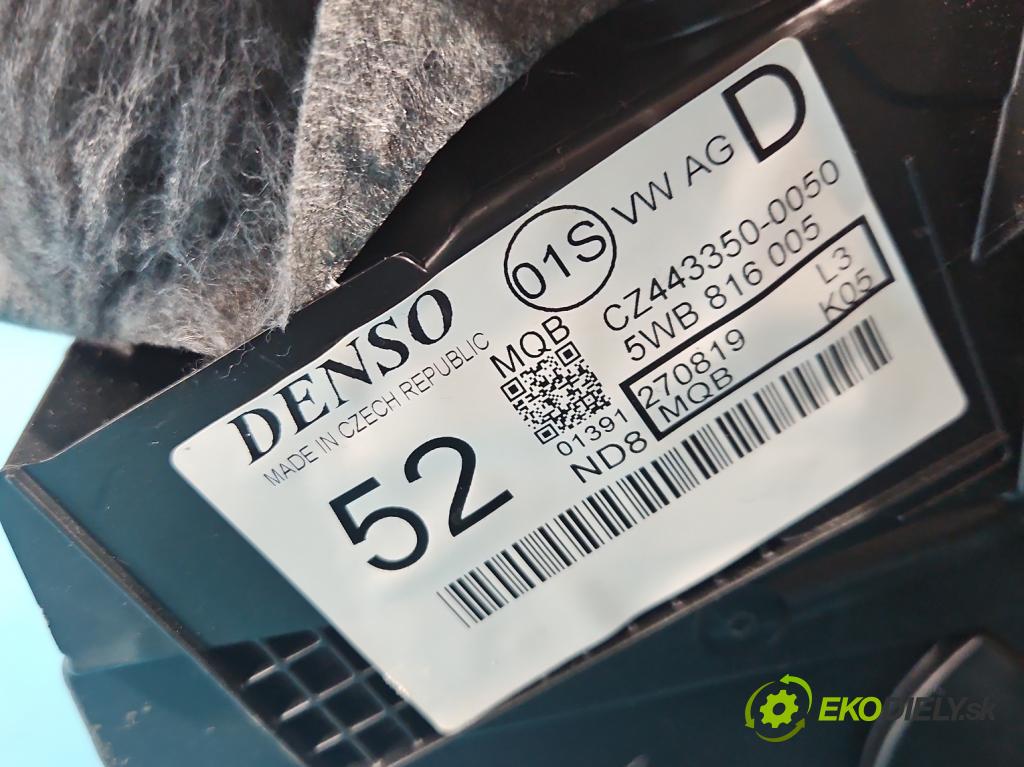 DENSO
MADE IN CZECH REPUBLIC
52
01S VW AG D
MQB
CZ443350-0050
5WB 816 005
01391
ND8
270819 L3
MQB K05
EKODIELY.sk